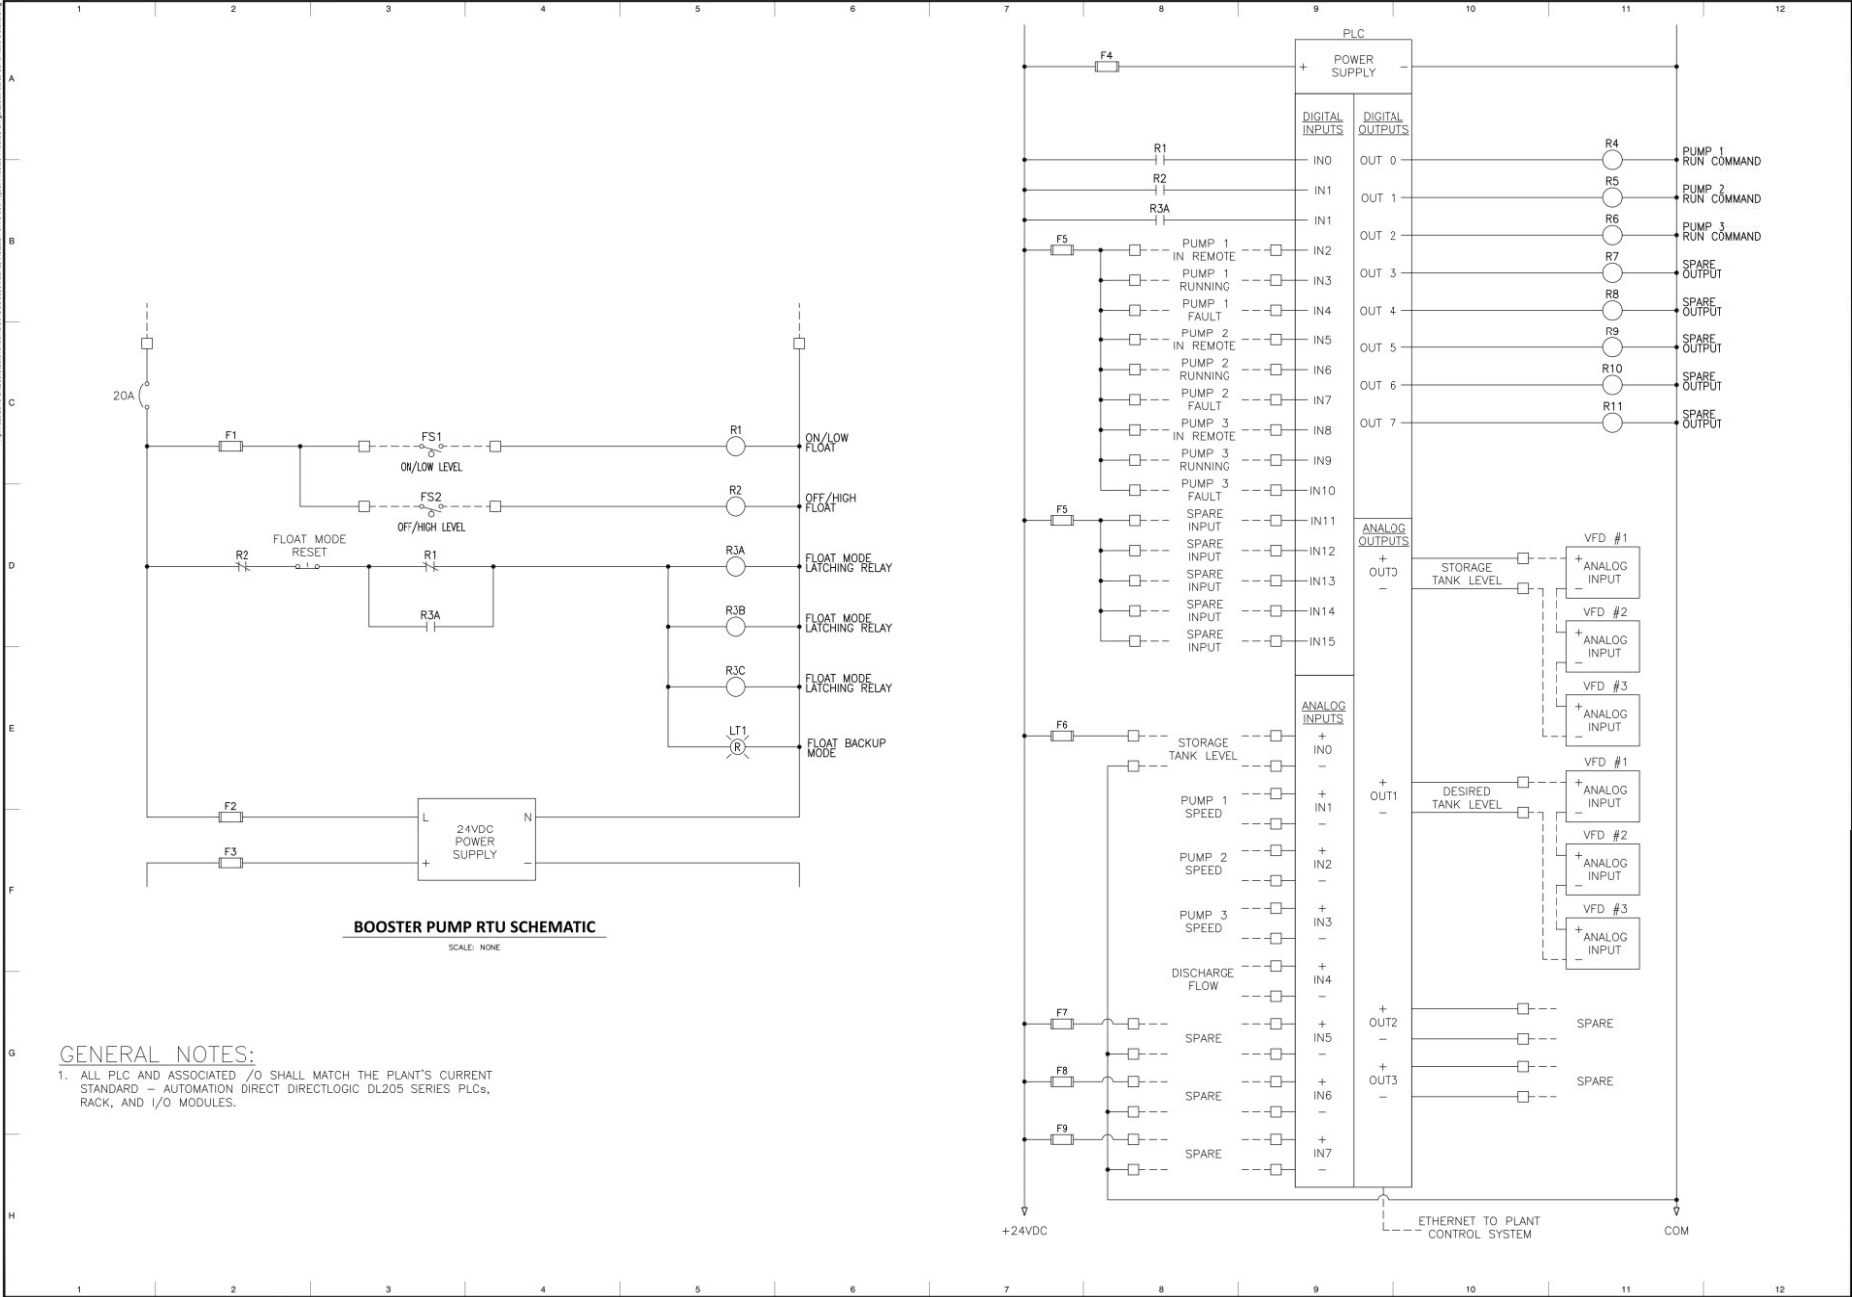 1 2 3 4 5 6 7 8 9 10 11 12
A
B
C
D
E
F
G
H
20A
F1
FS1
ON/LOW LEVEL
R1
ON/LOW
FLOAT
FS2
OFF/HIGH LEVEL
R2
OFF/HIGH
FLOAT
R2
FLOAT MODE
RESET
R1
R3A
FLOAT MODE
LATCHING RELAY
R3A
R3B
FLOAT MODE
LATCHING RELAY
R3C
FLOAT MODE
LATCHING RELAY
LT1
R
FLOAT BACKUP
MODE
F2
L
N
24VDC
POWER
SUPPLY
F3
+
−
BOOSTER PUMP RTU SCHEMATIC
SCALE: NONE
GENERAL NOTES:
1. ALL PLC AND ASSOCIATED /O SHALL MATCH THE PLANT'S CURRENT
STANDARD – AUTOMATION DIRECT DIRECTLOGIC DL205 SERIES PLCs,
RACK, AND I/O MODULES.
PLC
F4
+
POWER
SUPPLY
−
DIGITAL
INPUTS
DIGITAL
OUTPUTS
R1
IN0
R2
IN1
R3A
IN1
F5
PUMP 1
IN REMOTE
IN2
PUMP 1
RUNNING
IN3
PUMP 1
FAULT
IN4
PUMP 2
IN REMOTE
IN5
PUMP 2
RUNNING
IN6
PUMP 2
FAULT
IN7
PUMP 3
IN REMOTE
IN8
PUMP 3
RUNNING
IN9
PUMP 3
FAULT
IN10
F5
SPARE
INPUT
IN11
SPARE
INPUT
IN12
SPARE
INPUT
IN13
SPARE
INPUT
IN14
SPARE
INPUT
IN15
OUT 0
R4
PUMP 1
RUN COMMAND
OUT 1
R5
PUMP 2
RUN COMMAND
OUT 2
R6
PUMP 3
RUN COMMAND
OUT 3
R7
SPARE
OUTPUT
OUT 4
R8
SPARE
OUTPUT
OUT 5
R9
SPARE
OUTPUT
OUT 6
R10
SPARE
OUTPUT
OUT 7
R11
SPARE
OUTPUT
ANALOG
INPUTS
F6
STORAGE
TANK LEVEL
+
IN0
−
PUMP 1
SPEED
+
IN1
−
PUMP 2
SPEED
+
IN2
−
PUMP 3
SPEED
+
IN3
−
DISCHARGE
FLOW
+
IN4
−
F7
SPARE
+
IN5
−
F8
SPARE
+
IN6
−
F9
SPARE
+
IN7
−
ANALOG
OUTPUTS
+
OUT0
−
STORAGE
TANK LEVEL
VFD #1
+
ANALOG
INPUT
−
VFD #2
+
ANALOG
INPUT
−
VFD #3
+
ANALOG
INPUT
−
+
OUT1
−
DESIRED
TANK LEVEL
VFD #1
+
ANALOG
INPUT
−
VFD #2
+
ANALOG
INPUT
−
VFD #3
+
ANALOG
INPUT
−
+
OUT2
−
SPARE
+
OUT3
−
SPARE
+24VDC
ETHERNET TO PLANT
CONTROL SYSTEM
COM
1 2 3 4 5 6 7 8 9 10 11 12